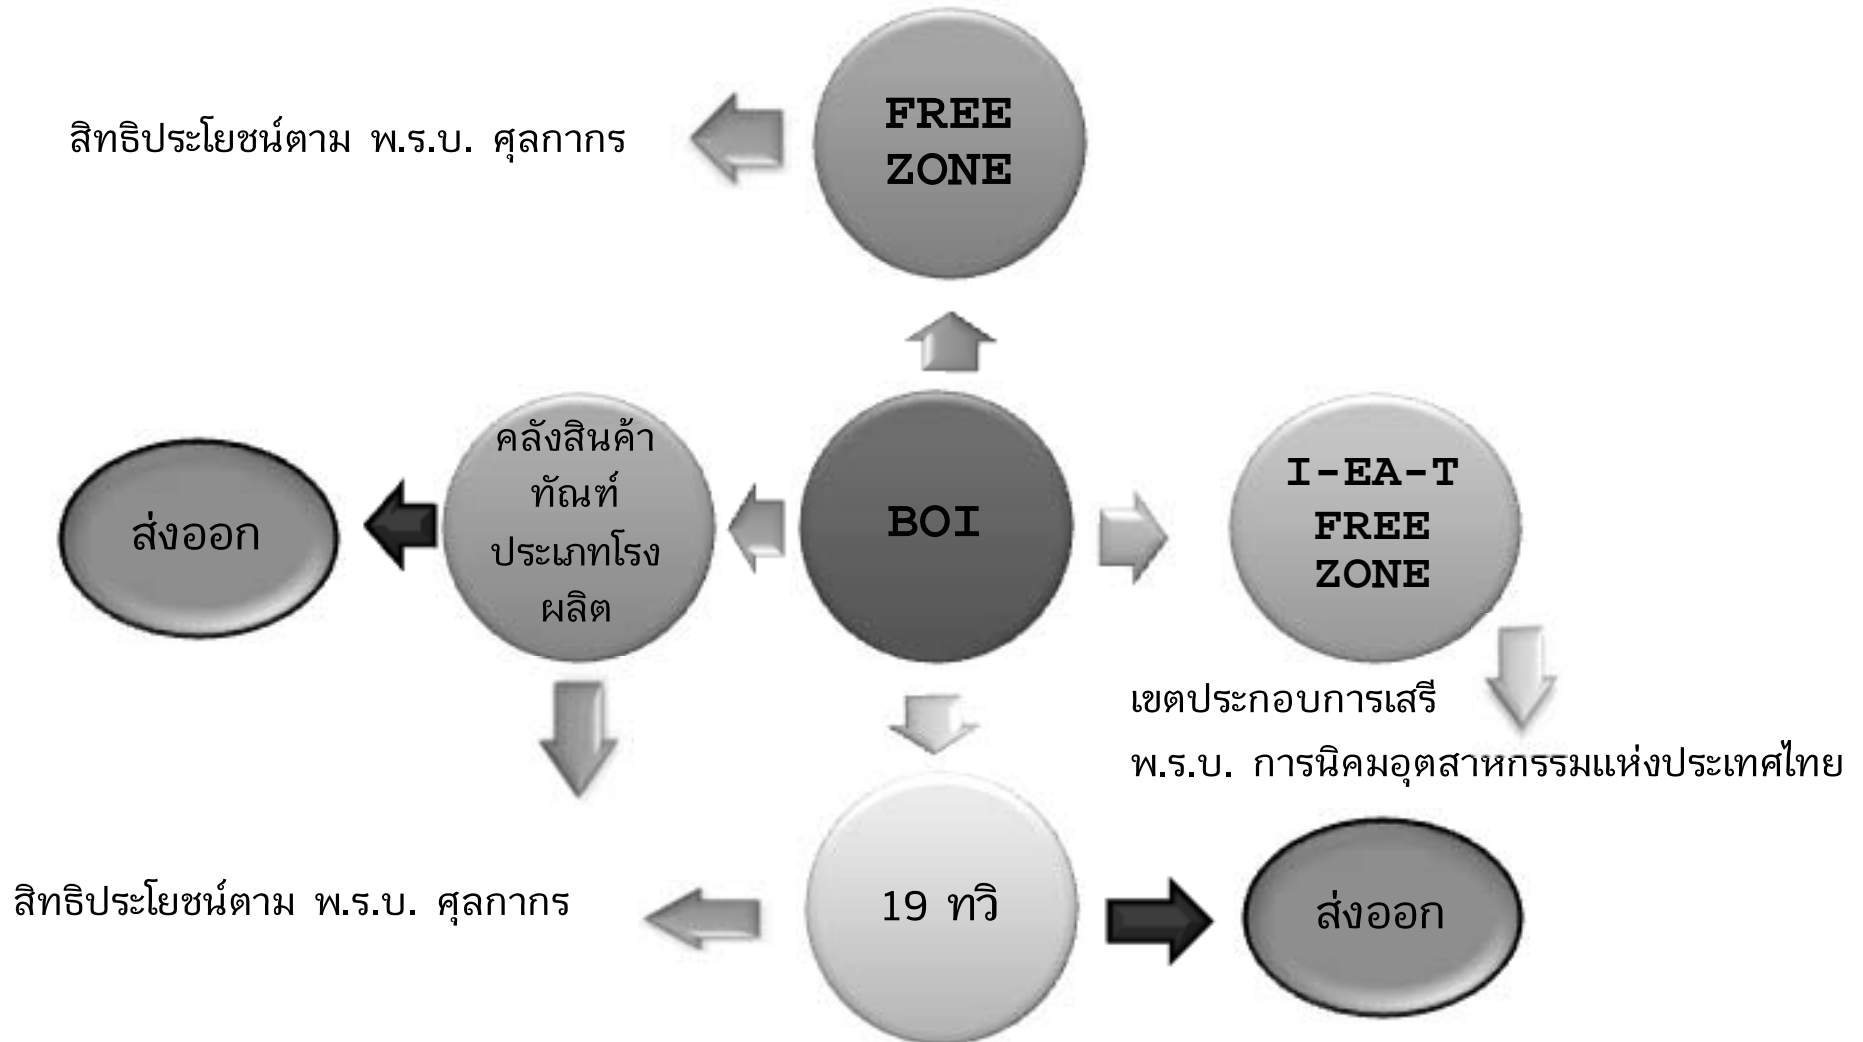 FREE
ZONE
สิทธิประโยชน์ตาม พ.ร.บ. ศุลกากร
ส่งออก
คลังสินค้า
ทัณฑ์
ประเภทโรง
ผลิต
BOI
I-EA-T
FREE
ZONE
เขตประกอบการเสรี
พ.ร.บ. การนิคมอุตสาหกรรมแห่งประเทศไทย
สิทธิประโยชน์ตาม พ.ร.บ. ศุลกากร
19 ทวิ
ส่งออก